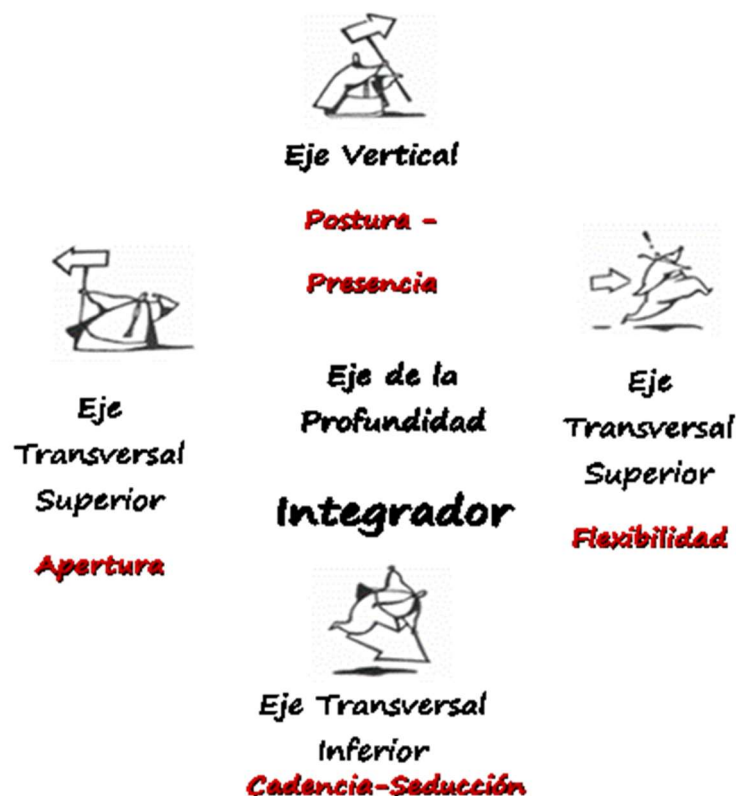 Eje Vertical
Postura -
Presencia
Eje
Transversal
Superior
Apertura
Eje de la
Profundidad
Integrador
Eje
Transversal
Superior
Flexibilidad
Eje Transversal
Inferior
Cadencia-Seducción